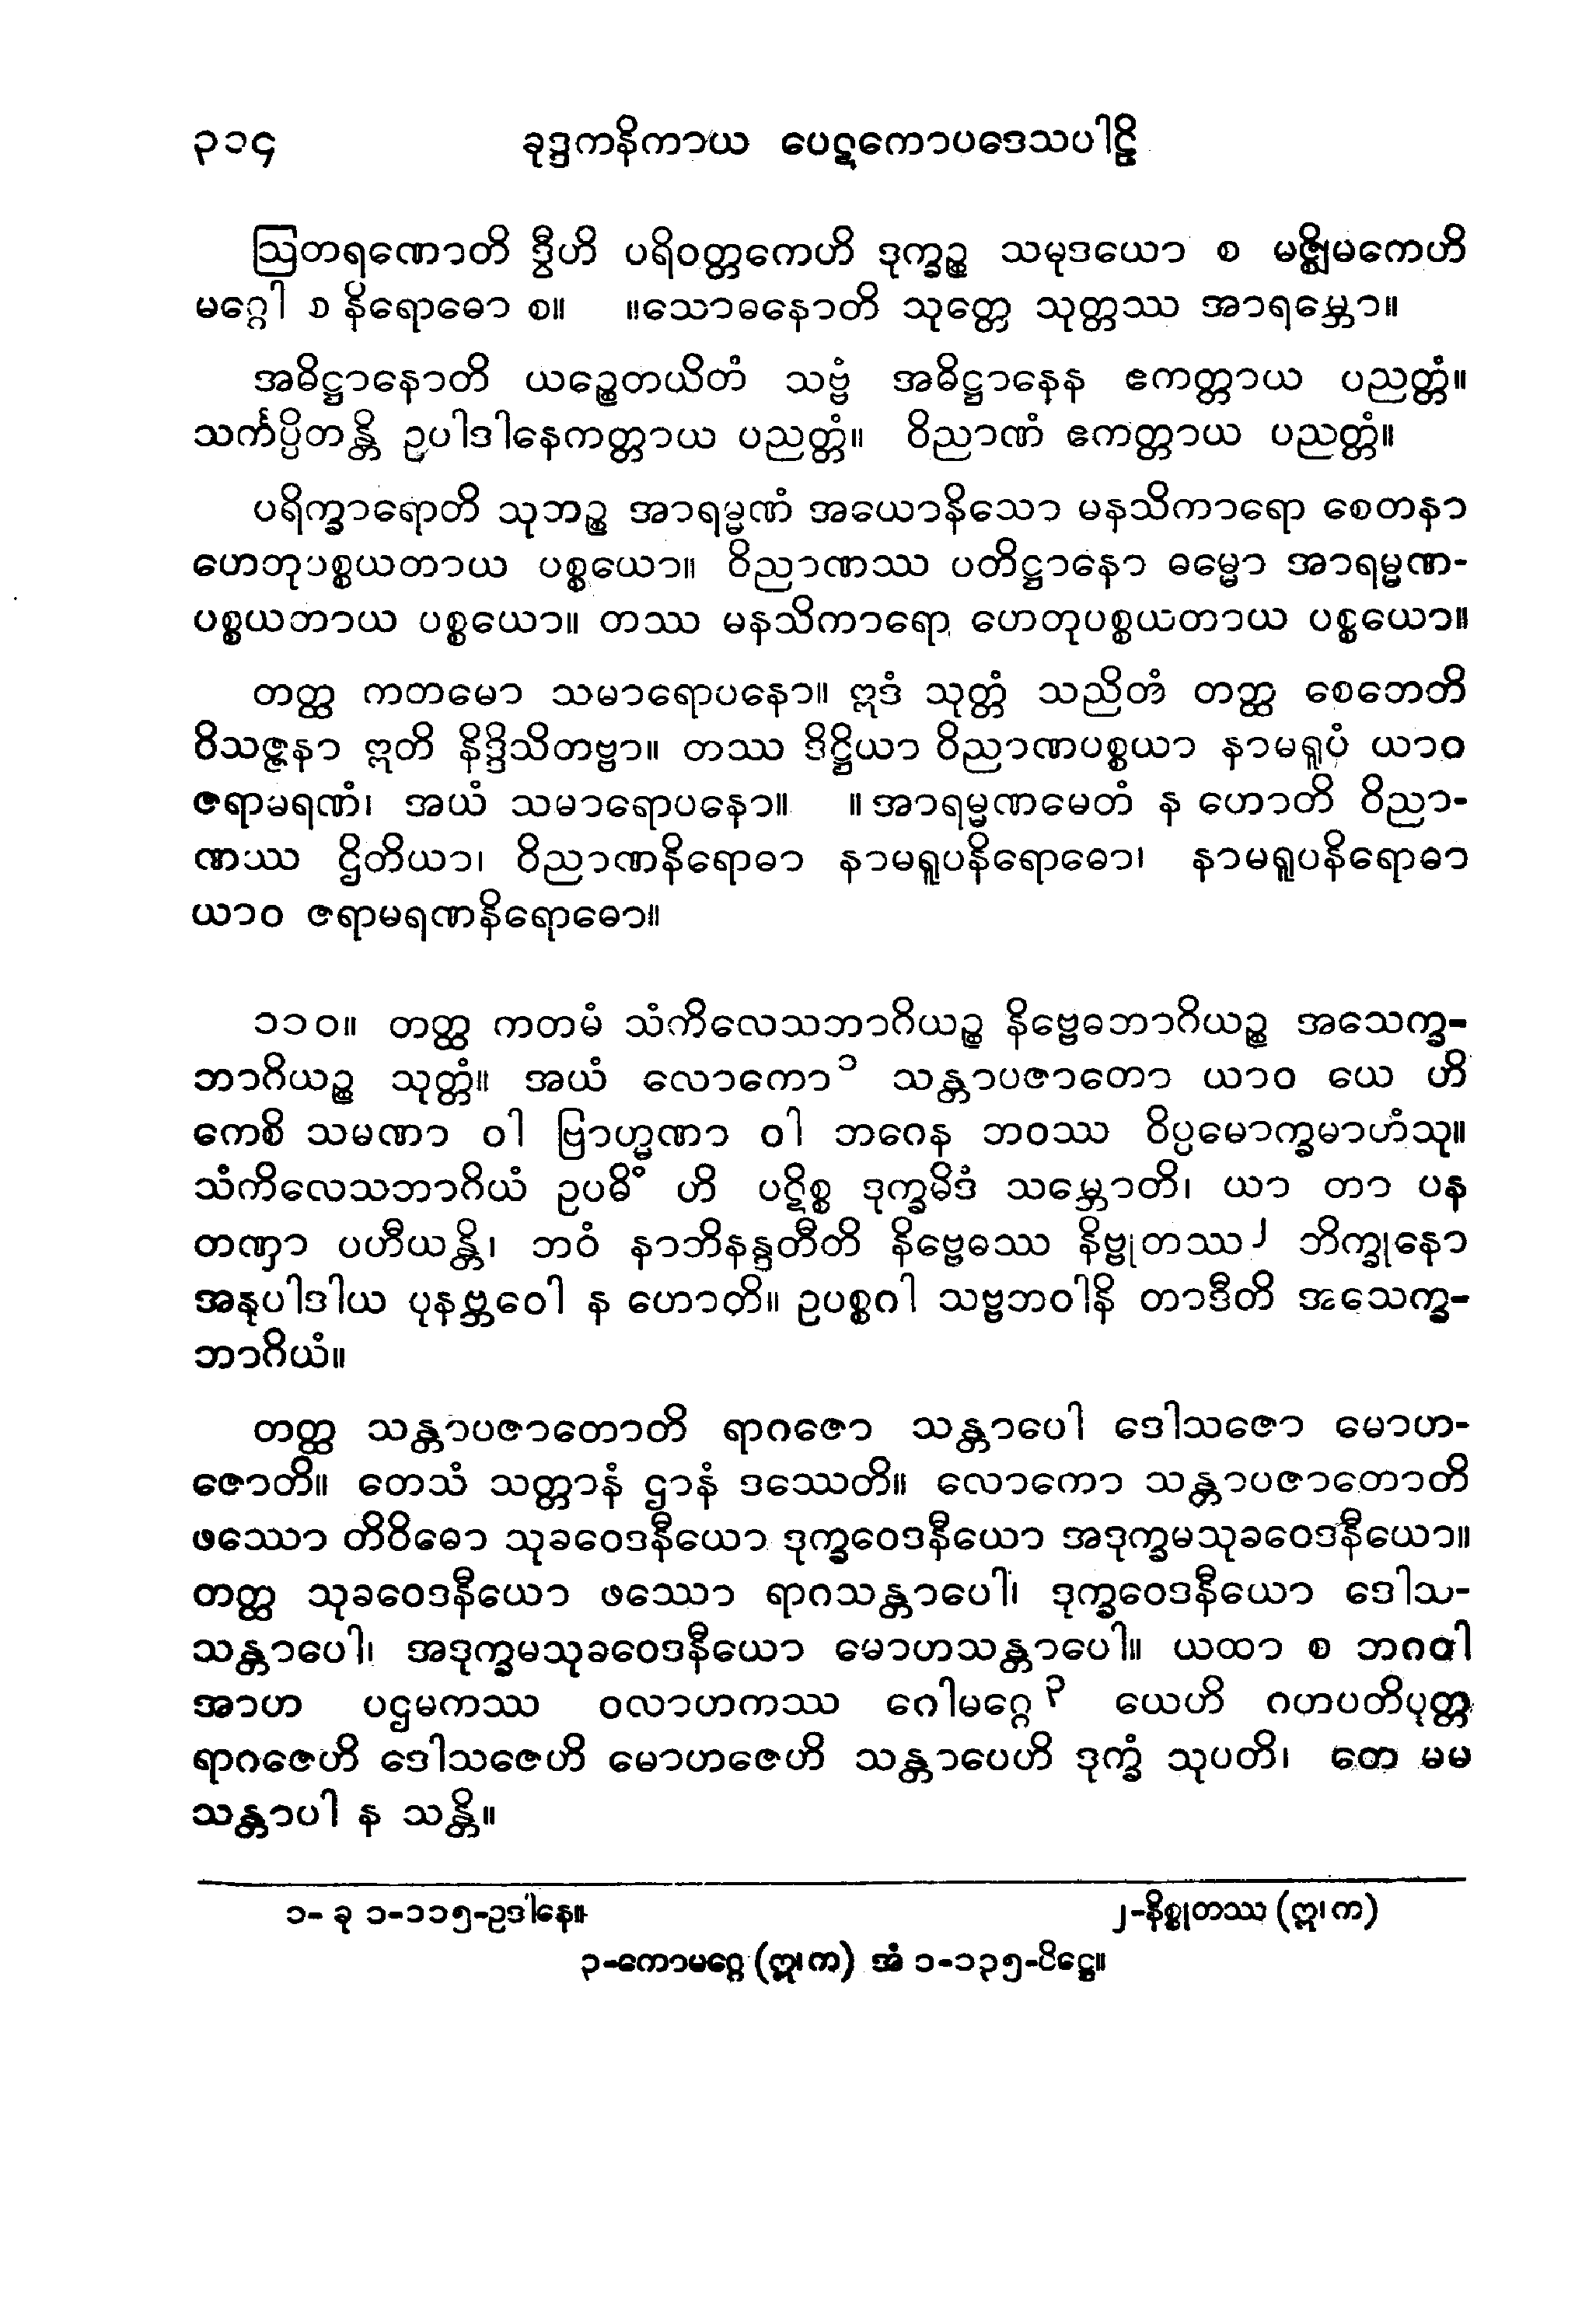 ၃၁၄ ခုဒ္ဒကနိကာယ ပေဋကောပဒေသပါဠိ
ဩတရဏောတိ ဒွီဟိ ပရိဝတ္တကေဟိ ဒုက္ခဉ္စ သမုဒယော စ မဇ္ဈိမကေဟိ
မဂ္ဂေါ စ နိရောဓော စ။ ။သောဓနောတိ သုတ္တေ သုတ္တဿ အာရမ္ဘော။
အဓိဋ္ဌာနောတိ ယဉ္စေတယိတံ သဗ္ဗံ အဓိဋ္ဌာနေန ဧကတ္တာယ ပညတ္တံ။
သင်္ကပ္ပိတန္တိ ဥပါဒါနေကတ္တာယ ပညတ္တံ။ ဝိညာဏံ ဧကတ္တာယ ပညတ္တံ။
ပရိက္ခာရောတိ သုဘဉ္စ အာရမ္မဏံ အယောနိသော မနသိကာရော စေတနာ
ဟေတုပစ္စယတာယ ပစ္စယော။ ဝိညာဏဿ ပတိဋ္ဌာနော ဓမ္မော အာရမ္မဏ-
ပစ္စယတာယ ပစ္စယော။ တဿ မနသိကာရော ဟေတုပစ္စယတာယ ပစ္စယော။
တတ္ထ ကတမော သမာရောပနော။ ဣဒံ သုတ္တံ သညိတံ တတ္ထ စေတေတိ
ဝိသဇ္ဇနာ ဣတိ နိဒ္ဒိသိတဗ္ဗာ။ တဿ ဒိဋ္ဌိယာ ဝိညာဏပစ္စယာ နာမရူပံ ယာဝ
ဇရာမရဏံ၊ အယံ သမာရောပနော။ ။အာရမ္မဏမေတံ န ဟောတိ ဝိညာ-
ဏဿ ဌိတိယာ၊ ဝိညာဏနိရောဓာ နာမရူပနိရောဓော၊ နာမရူပနိရောဓာ
ယာဝ ဇရာမရဏနိရောဓော။
၁၁၀။ တတ္ထ ကတမံ သံကိလေသဘာဂိယဉ္စ နိဗ္ဗေဓဘာဂိယဉ္စ အသေက္ခ-
ဘာဂိယဉ္စ သုတ္တံ။ အယံ လောကော ၁ သန္တာပဇာတော ယာဝ ယေ ဟိ
ကေစိ သမဏာ ဝါ ဗြာဟ္မဏာ ဝါ ဘဂေန ဘဝဿ ဝိပ္ပမောက္ခမာဟံသု။
သံကိလေသဘာဂိယံ ဥပဓိံ ဟိ ပဋိစ္စ ဒုက္ခမိဒံ သမ္ဘောတိ၊ ယာ တာ ပန
တဏှာ ပဟီယန္တိ၊ ဘဝံ နာဘိနန္ဒတီတိ နိဗ္ဗေဓဿ နိဗ္ဗုတဿ ၂ ဘိက္ခုနော
အနုပါဒါယ ပုနဗ္ဘဝေါ န ဟောတိ။ ဥပစ္စဂါ သဗ္ဗဘဝါနိ တာဒီတိ အသေက္ခ-
ဘာဂိယံ။
တတ္ထ သန္တာပဇာတောတိ ရာဂဇော သန္တာပေါ ဒေါသဇော မောဟ-
ဇောတိ။ တေသံ သတ္တာနံ ဌာနံ ဒဿေတိ။ လောကော သန္တာပဇာတောတိ
ဖဿော တိဝိဓော သုခဝေဒနီယော ဒုက္ခဝေဒနီယော အဒုက္ခမသုခဝေဒနီယော။
တတ္ထ သုခဝေဒနီယော ဖဿော ရာဂသန္တာပေါ၊ ဒုက္ခဝေဒနီယော ဒေါသ-
သန္တာပေါ၊ အဒုက္ခမသုခဝေဒနီယော မောဟသန္တာပေါ။ ယထာ စ ဘဂဝါ
အာဟ ပဌမကဿ ဝလာဟကဿ ဂေါမဂ္ဂေ ၃ ယေဟိ ဂဟပတိပုတ္တ
ရာဂဇေဟိ ဒေါသဇေဟိ မောဟဇေဟိ သန္တာပေဟိ ဒုက္ခံ သုပတိ၊ တေ မမ
သန္တာပါ န သန္တိ။
၁- ခု ၁-၁၁၅-ဥဒါနေ။ ၂-နိစ္စုတဿ (ဣ၊ က)
၃-ကောမဂ္ဂေ (ဣ၊ က) အံ ၁-၁၃၅-ပိဋ္ဌေ။